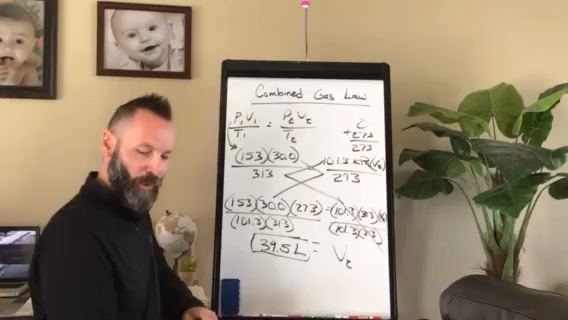 Combined Gas Law
P₁V₁/T₁ = P₂V₂/T₂
+273
273
(153)(30.0)/313 101.3 kPa(V₂)/273
(153)(30.0)(273)/(101.3)(313) = (101.3)(313)(V₂)/(101.3)(313)
39.5 L = V₂